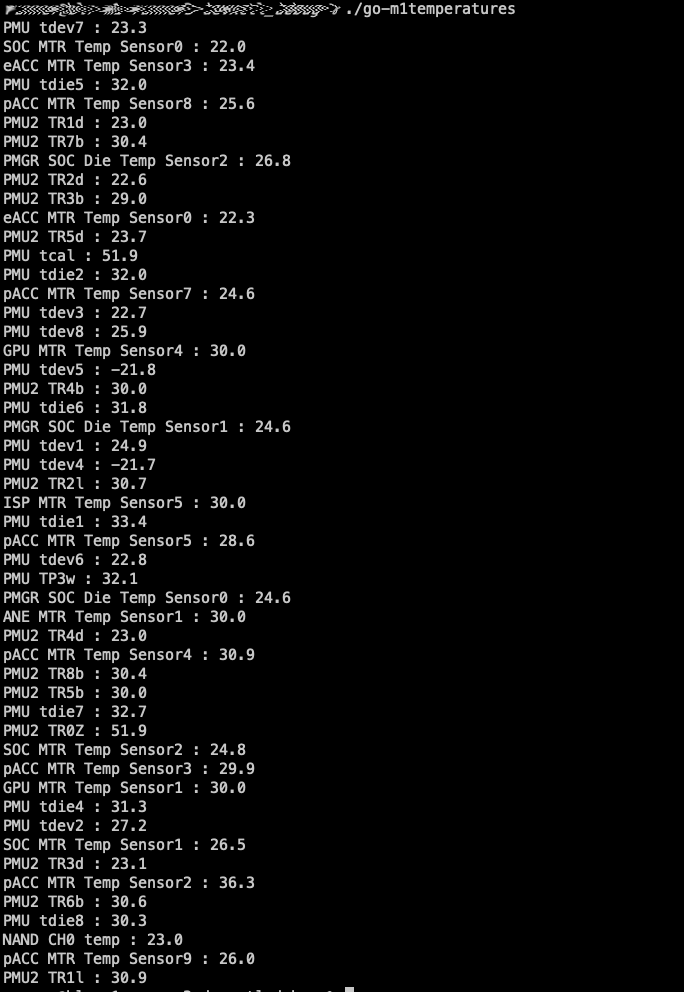 ./go-m1temperatures
PMU tdev7 : 23.3
SOC MTR Temp Sensor0 : 22.0
eACC MTR Temp Sensor3 : 23.4
PMU tdie5 : 32.0
pACC MTR Temp Sensor8 : 25.6
PMU2 TR1d : 23.0
PMU2 TR7b : 30.4
PMGR SOC Die Temp Sensor2 : 26.8
PMU2 TR2d : 22.6
PMU2 TR3b : 29.0
eACC MTR Temp Sensor0 : 22.3
PMU2 TR5d : 23.7
PMU tcal : 51.9
PMU tdie2 : 32.0
pACC MTR Temp Sensor7 : 24.6
PMU tdev3 : 22.7
PMU tdev8 : 25.9
GPU MTR Temp Sensor4 : 30.0
PMU tdev5 : -21.8
PMU2 TR4b : 30.0
PMU tdie6 : 31.8
PMGR SOC Die Temp Sensor1 : 24.6
PMU tdev1 : 24.9
PMU tdev4 : -21.7
PMU2 TR2l : 30.7
ISP MTR Temp Sensor5 : 30.0
PMU tdie1 : 33.4
pACC MTR Temp Sensor5 : 28.6
PMU tdev6 : 22.8
PMU TP3w : 32.1
PMGR SOC Die Temp Sensor0 : 24.6
ANE MTR Temp Sensor1 : 30.0
PMU2 TR4d : 23.0
pACC MTR Temp Sensor4 : 30.9
PMU2 TR8b : 30.4
PMU2 TR5b : 30.0
PMU tdie7 : 32.7
PMU2 TR0Z : 51.9
SOC MTR Temp Sensor2 : 24.8
pACC MTR Temp Sensor3 : 29.9
GPU MTR Temp Sensor1 : 30.0
PMU tdie4 : 31.3
PMU tdev2 : 27.2
SOC MTR Temp Sensor1 : 26.5
PMU2 TR3d : 23.1
pACC MTR Temp Sensor2 : 36.3
PMU2 TR6b : 30.6
PMU tdie8 : 30.3
NAND CH0 temp : 23.0
pACC MTR Temp Sensor9 : 26.0
PMU2 TR1l : 30.9